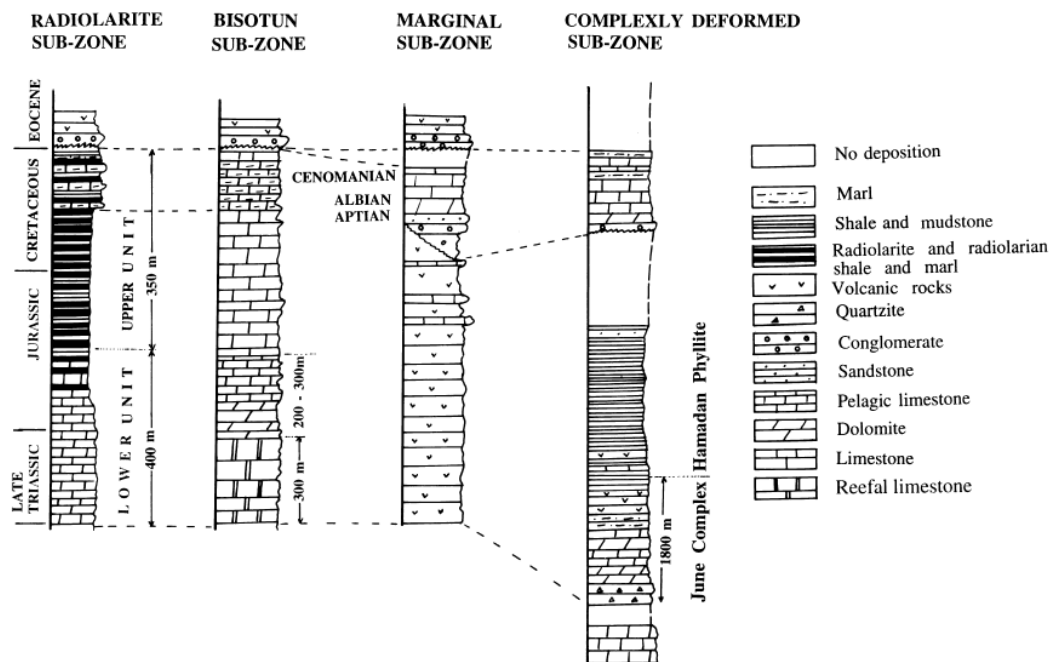 RADIOLARITE
SUB-ZONE
BISOTUN
SUB-ZONE
MARGINAL
SUB-ZONE
COMPLEXLY DEFORMED
SUB-ZONE
EOCENE
CRETACEOUS
JURASSIC
LATE
TRIASSIC
UPPER UNIT
350 m
LOWER UNIT
400 m
200 - 300m
300 m
CENOMANIAN
ALBIAN
APTIAN
Hamadan Phyllite
June Complex
1800 m
No deposition
Marl
Shale and mudstone
Radiolarite and radiolarian
shale and marl
Volcanic rocks
Quartzite
Conglomerate
Sandstone
Pelagic limestone
Dolomite
Limestone
Reefal limestone